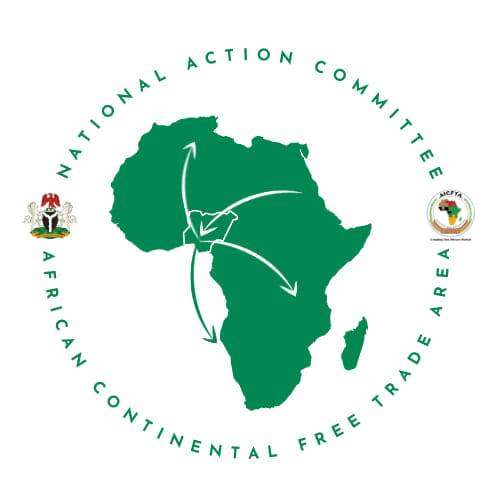 NATIONAL ACTION COMMITTEE
AfCFTA
AFRICAN CONTINENTAL FREE TRADE AREA